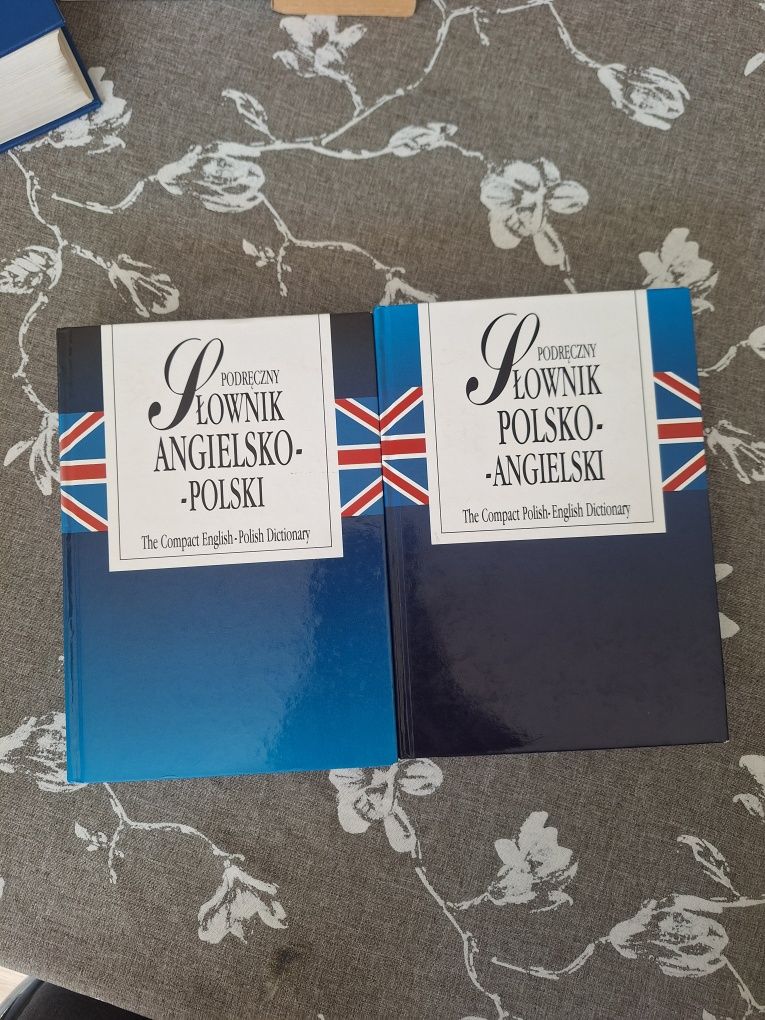 PODRĘCZNY
SŁOWNIK
ANGIELSKO-
-POLSKI
The Compact English-Polish Dictionary
PODRĘCZNY
SŁOWNIK
POLSKO-
-ANGIELSKI
The Compact Polish-English Dictionary